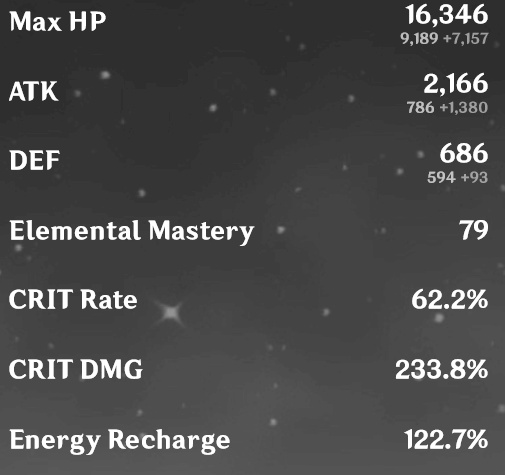 Max HP 16,346
9,189 +7,157
ATK 2,166
786 +1,380
DEF 686
594 +93
Elemental Mastery 79
CRIT Rate 62.2%
CRIT DMG 233.8%
Energy Recharge 122.7%